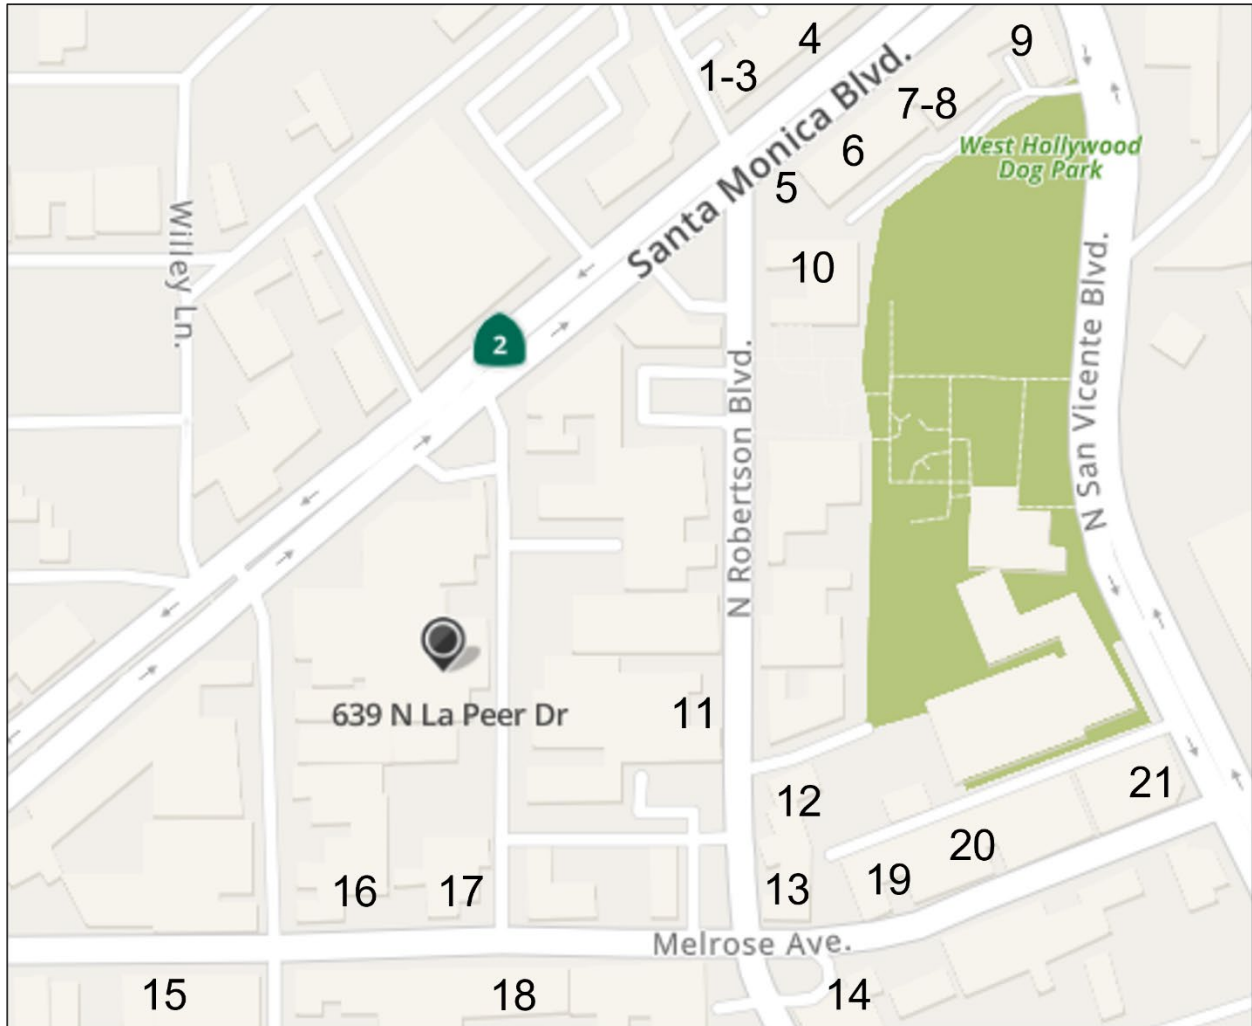 4
9
1-3
Santa Monica Blvd.
7-8
6
West Hollywood
Dog Park
5
Willey Ln.
10
N San Vicente Blvd.
2
N Robertson Blvd.
639 N La Peer Dr
11
12
21
20
16
17
13
19
Melrose Ave.
15
18
14